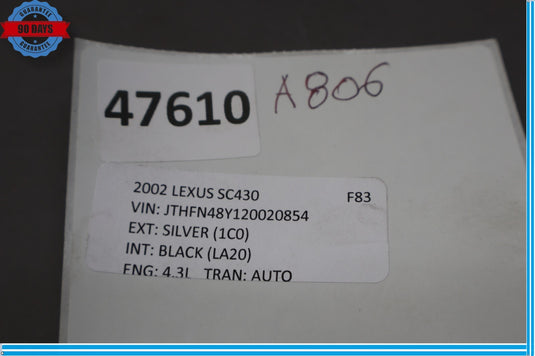 GUARANTEE
90 DAYS
GUARANTEE
47610
A806
2002 LEXUS SC430 F83
VIN: JTHFN48Y120020854
EXT: SILVER (1C0)
INT: BLACK (LA20)
ENG: 4.3L TRAN: AUTO